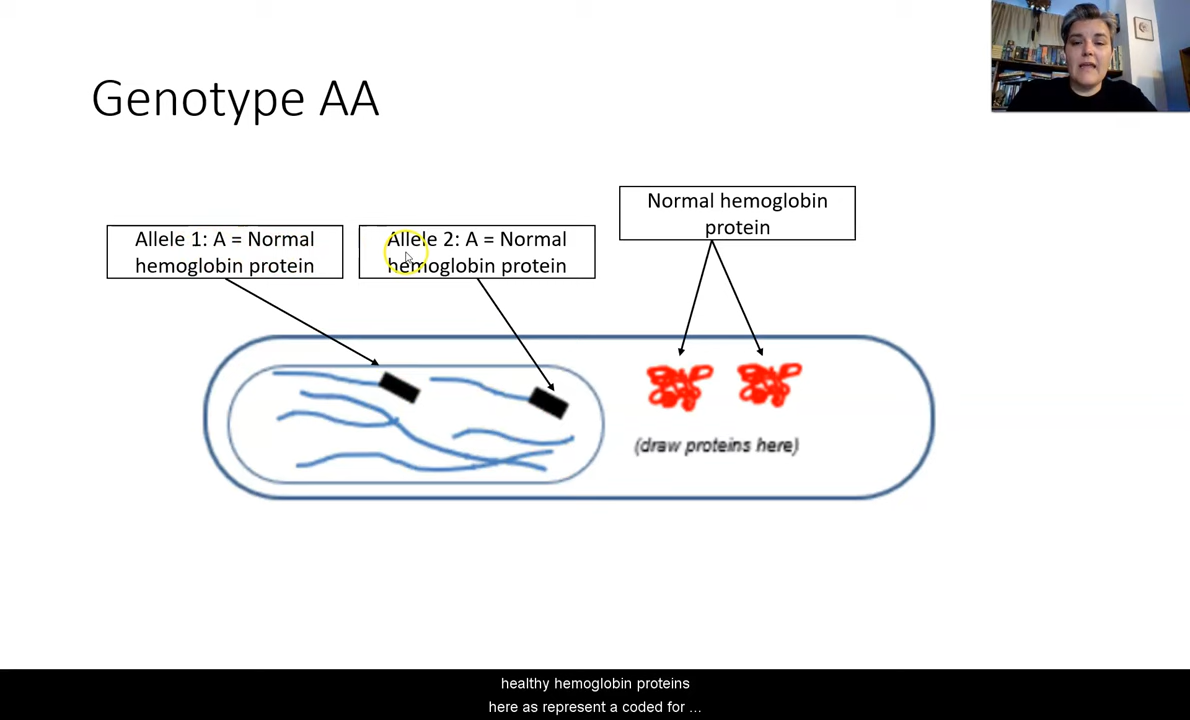 Genotype AA
Allele 1: A = Normal
hemoglobin protein
Allele 2: A = Normal
hemoglobin protein
Normal hemoglobin
protein
(draw proteins here)
healthy hemoglobin proteins
here as represent a coded for ...